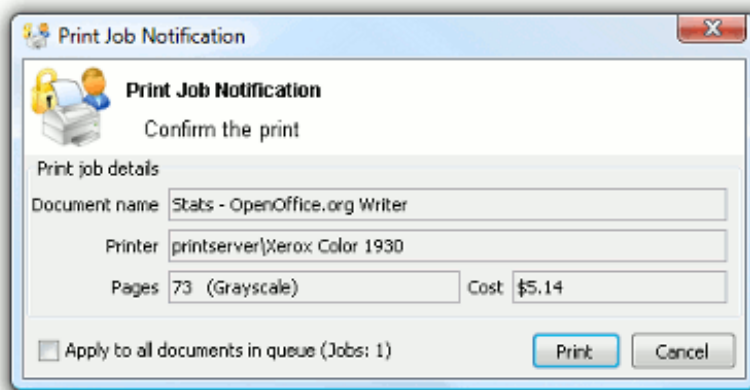 Print Job Notification
Print Job Notification
Confirm the print
Print job details
Document name Stats - OpenOffice.org Writer
Printer printserver\Xerox Color 1930
Pages 73 (Grayscale) Cost $5.14
Apply to all documents in queue (Jobs: 1) Print Cancel